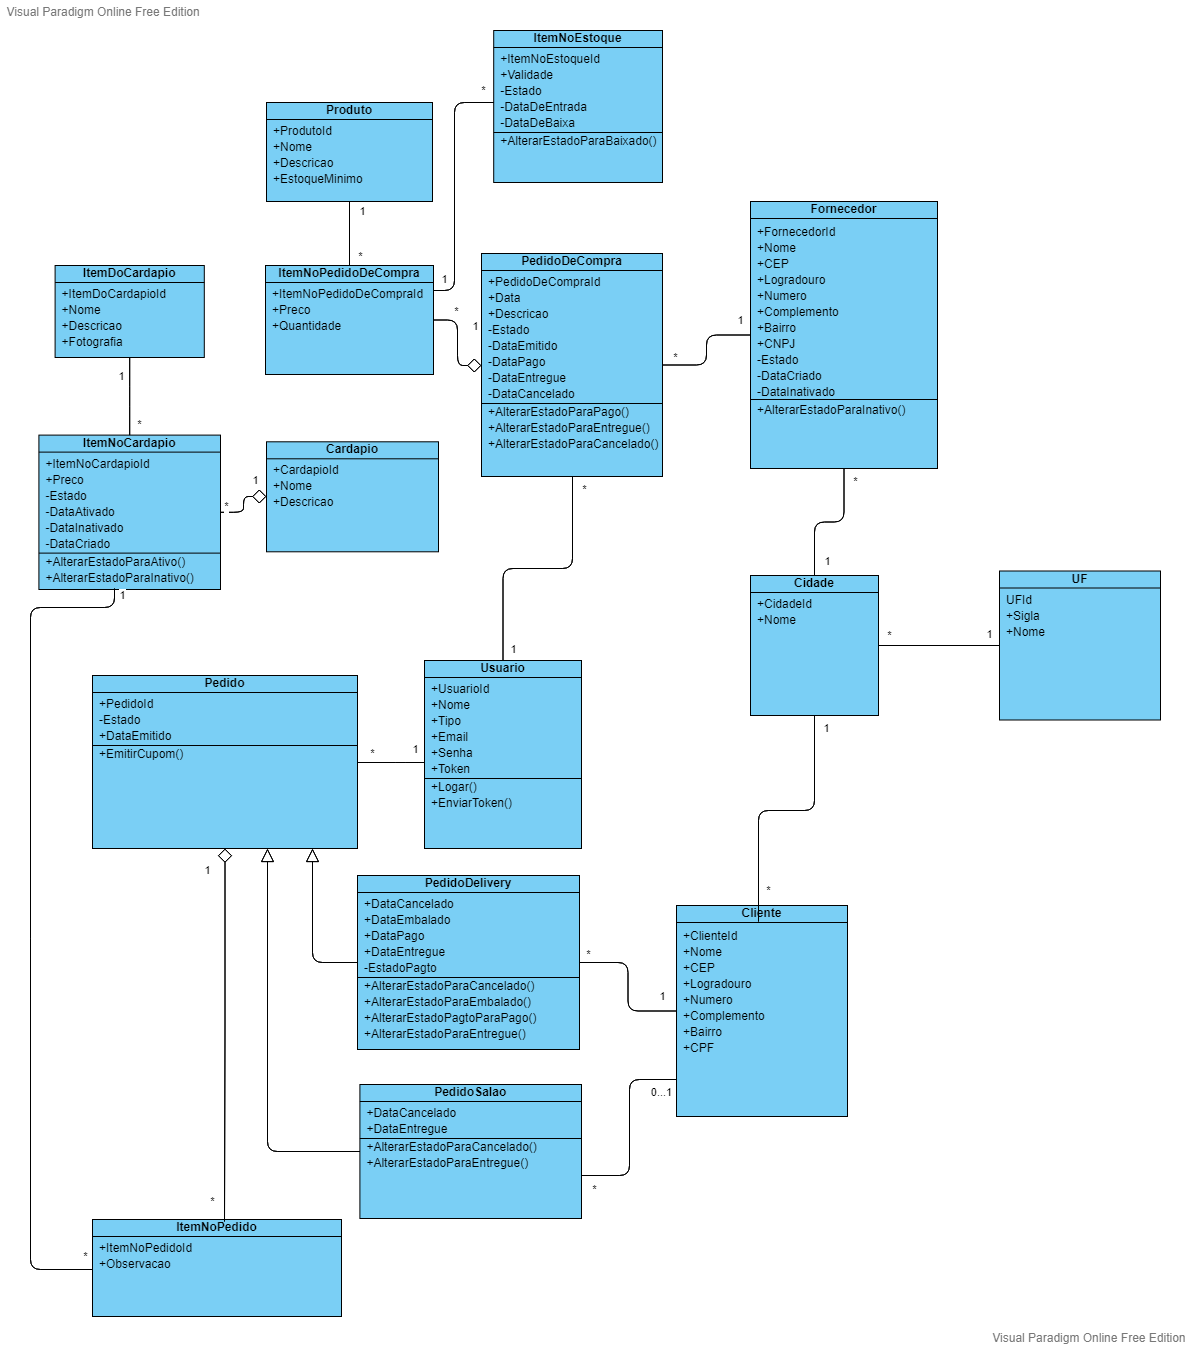 Visual Paradigm Online Free Edition
ItemNoEstoque
+ItemNoEstoqueId
+Validade
-Estado
-DataDeEntrada
-DataDeBaixa
+AlterarEstadoParaBaixado()
*
Produto
+ProdutoId
+Nome
+Descricao
+EstoqueMinimo
1
*
ItemNoPedidoDeCompra
+ItemNoPedidoDeCompraId
+Preco
+Quantidade
1
*
1
PedidoDeCompra
+PedidoDeCompraId
+Data
+Descricao
-Estado
-DataEmitido
-DataPago
-DataEntregue
-DataCancelado
+AlterarEstadoParaPago()
+AlterarEstadoParaEntregue()
+AlterarEstadoParaCancelado()
*
1
*
Fornecedor
+FornecedorId
+Nome
+CEP
+Logradouro
+Numero
+Complemento
+Bairro
+CNPJ
-Estado
-DataCriado
-DataInativado
+AlterarEstadoParaInativo()
*
1
ItemDoCardapio
+ItemDoCardapioId
+Nome
+Descricao
+Fotografia
1
*
ItemNoCardapio
+ItemNoCardapioId
+Preco
-Estado
-DataAtivado
-DataInativado
-DataCriado
+AlterarEstadoParaAtivo()
+AlterarEstadoParaInativo()
1
*
1
Cardapio
+CardapioId
+Nome
+Descricao
Cidade
+CidadeId
+Nome
*
1
1
UF
UFId
+Sigla
+Nome
1
Usuario
+UsuarioId
+Nome
+Tipo
+Email
+Senha
+Token
+Logar()
+EnviarToken()
Pedido
+PedidoId
-Estado
+DataEmitido
+EmitirCupom()
*
1
1
PedidoDelivery
+DataCancelado
+DataEmbalado
+DataPago
+DataEntregue
-EstadoPagto
+AlterarEstadoParaCancelado()
+AlterarEstadoParaEmbalado()
+AlterarEstadoPagtoParaPago()
+AlterarEstadoParaEntregue()
*
1
*
Cliente
+ClienteId
+Nome
+CEP
+Logradouro
+Numero
+Complemento
+Bairro
+CPF
0...1
PedidoSalao
+DataCancelado
+DataEntregue
+AlterarEstadoParaCancelado()
+AlterarEstadoParaEntregue()
*
*
ItemNoPedido
+ItemNoPedidoId
+Observacao
*
Visual Paradigm Online Free Edition